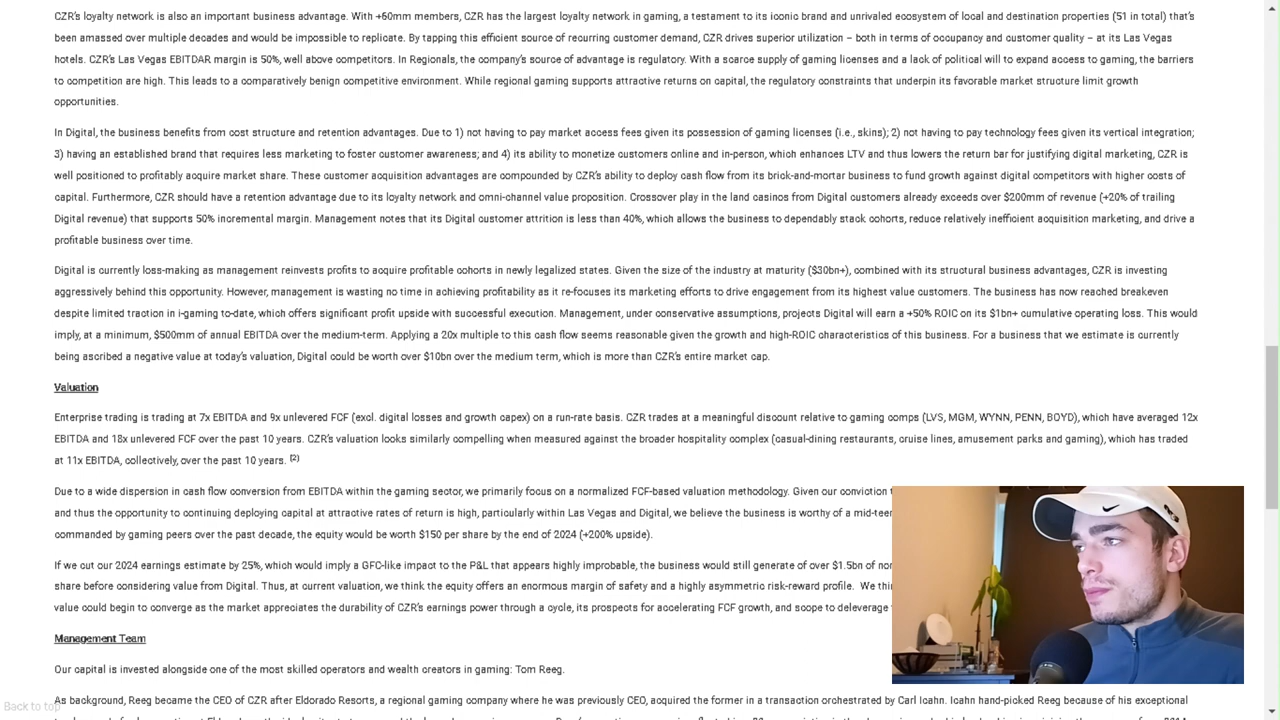 CZR's loyalty network is also an important business advantage. With +60mm members, CZR has the largest loyalty network in gaming, a testament to its iconic brand and unrivaled ecosystem of local and destination properties (51 in total) that's
been amassed over multiple decades and would be impossible to replicate. By tapping this efficient source of recurring customer demand, CZR drives superior utilization – both in terms of occupancy and customer quality – at its Las Vegas
hotels. CZR's Las Vegas EBITDAR margin is 50%, well above competitors. In Regionals, the company's source of advantage is regulatory. With a scarce supply of gaming licenses and a lack of political will to expand access to gaming, the barriers
to competition are high. This leads to a comparatively benign competitive environment. While regional gaming supports attractive returns on capital, the regulatory constraints that underpin its favorable market structure limit growth
opportunities.
In Digital, the business benefits from cost structure and retention advantages. Due to 1) not having to pay market access fees given its possession of gaming licenses (i.e., skins); 2) not having to pay technology fees given its vertical integration;
3) having an established brand that requires less marketing to foster customer awareness; and 4) its ability to monetize customers online and in-person, which enhances LTV and thus lowers the return bar for justifying digital marketing, CZR is
well positioned to profitably acquire market share. These customer acquisition advantages are compounded by CZR's ability to deploy cash flow from its brick-and-mortar business to fund growth against digital competitors with higher costs of
capital. Furthermore, CZR should have a retention advantage due to its loyalty network and omni-channel value proposition. Crossover play in the land casinos from Digital customers already exceeds over $200mm of revenue (+20% of trailing
Digital revenue) that supports 50% incremental margin. Management notes that its Digital customer attrition is less than 40%, which allows the business to dependably stack cohorts, reduce relatively inefficient acquisition marketing, and drive a
profitable business over time.
Digital is currently loss-making as management reinvests profits to acquire profitable cohorts in newly legalized states. Given the size of the industry at maturity ($30bn+), combined with its structural business advantages, CZR is investing
aggressively behind this opportunity. However, management is wasting no time in achieving profitability as it re-focuses its marketing efforts to drive engagement from its highest value customers. The business has now reached breakeven
despite limited traction in i-gaming to-date, which offers significant profit upside with successful execution. Management, under conservative assumptions, projects Digital will earn a +50% ROIC on its $1bn+ cumulative operating loss. This would
imply, at a minimum, $500mm of annual EBITDA over the medium-term. Applying a 20x multiple to this cash flow seems reasonable given the growth and high-ROIC characteristics of this business. For a business that we estimate is currently
being ascribed a negative value at today's valuation, Digital could be worth over $10bn over the medium term, which is more than CZR's entire market cap.
Valuation
Enterprise trading is trading at 7x EBITDA and 9x unlevered FCF (excl. digital losses and growth capex) on a run-rate basis. CZR trades at a meaningful discount relative to gaming comps (LVS, MGM, WYNN, PENN, BOYD), which have averaged 12x
EBITDA and 18x unlevered FCF over the past 10 years. CZR's valuation looks similarly compelling when measured against the broader hospitality complex (casual-dining restaurants, cruise lines, amusement parks and gaming), which has traded
at 11x EBITDA, collectively, over the past 10 years. [2]
Due to a wide dispersion in cash flow conversion from EBITDA within the gaming sector, we primarily focus on a normalized FCF-based valuation methodology. Given our conviction
and thus the opportunity to continuing deploying capital at attractive rates of return is high, particularly within Las Vegas and Digital, we believe the business is worthy of a mid-teen
commanded by gaming peers over the past decade, the equity would be worth $150 per share by the end of 2024 (+200% upside).
If we cut our 2024 earnings estimate by 25%, which would imply a GFC-like impact to the P&L that appears highly improbable, the business would still generate of over $1.5bn of
share before considering value from Digital. Thus, at current valuation, we think the equity offers an enormous margin of safety and a highly asymmetric risk-reward profile. We
value could begin to converge as the market appreciates the durability of CZR's earnings power through a cycle, its prospects for accelerating FCF growth, and scope to deleverage
Management Team
Our capital is invested alongside one of the most skilled operators and wealth creators in gaming: Tom Reeg.
As background, Reeg became the CEO of CZR after Eldorado Resorts, a regional gaming company where he was previously CEO, acquired the former in a transaction orchestrated by Carl Icahn. Icahn hand-picked Reeg because of his exceptional
Back to top